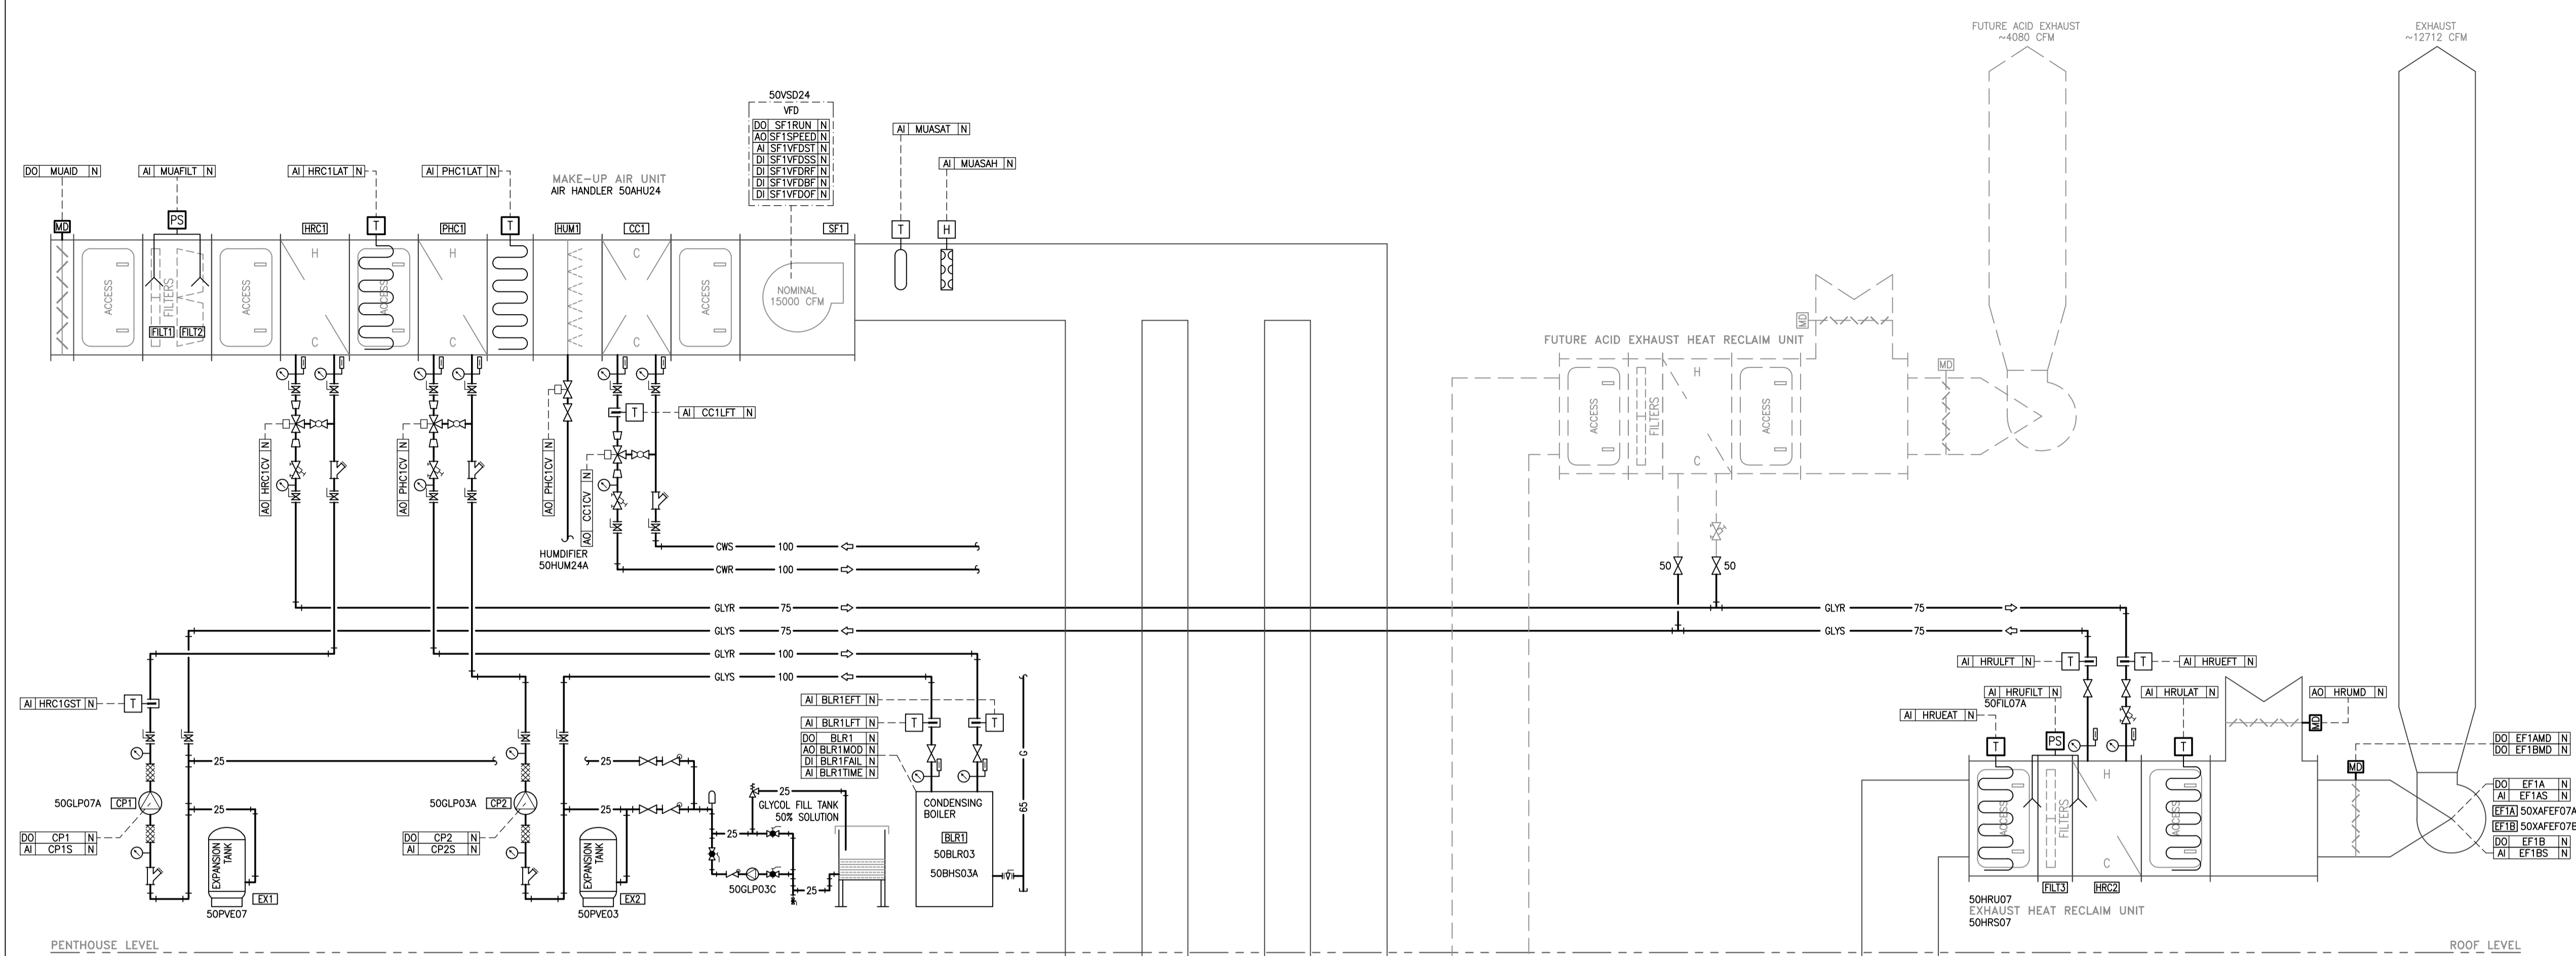 FUTURE ACID EXHAUST
~4080 CFM
EXHAUST
~12712 CFM
50VSD24
VFD
DO SF1RUN N
AO SF1SPEED N
AI SF1VFDST N
DI SF1VFDSS N
DI SF1VFDRF N
DI SF1VFDBF N
DI SF1VFDOF N
AI MUASAT N
AI MUASAH N
DO MUAID N
AI MUAFILT N
AI HRC1LAT N
AI PHC1LAT N
MAKE-UP AIR UNIT
AIR HANDLER 50AHU24
MD
PS
HRC1
T
PHC1
T
HUM1
CC1
SF1
T
H
ACCESS
FILTERS
FILT1
FILT2
ACCESS
H
C
ACCESS
H
C
C
C
ACCESS
NOMINAL
15000 CFM
T
AI CC1LFT N
AO HRC1CV N
AO PHC1CV N
AO PHC1CV N
AO CC1CV N
HUMDIFIER
50HUM24A
CWS 100
CWR 100
GLYR 75
GLYS 75
GLYR 100
GLYS 100
FUTURE ACID EXHAUST HEAT RECLAIM UNIT
MD
MD
ACCESS
FILTERS
H
C
ACCESS
50
50
GLYR 75
GLYS 75
AI HRC1GST N
T
25
25
50GLP07A
CP1
DO CP1 N
AI CP1S N
EXPANSION
TANK
EX1
50PVE07
50GLP03A
CP2
DO CP2 N
AI CP2S N
25
25
EXPANSION
TANK
EX2
50PVE03
25
GLYCOL FILL TANK
50% SOLUTION
25
50GLP03C
25
AI BLR1EFT N
AI BLR1LFT N
T
T
DO BLR1 N
AO BLR1MOD N
DI BLR1FAIL N
AI BLR1TIME N
CONDENSING
BOILER
BLR1
50BLR03
50BHS03A
G
65
AI HRULFT N
T
T
AI HRUEFT N
AI HRUFILT N
50FIL07A
AI HRULAT N
AO HRUMD N
AI HRUEAT N
T
PS
T
MD
MD
ACCESS
FILTERS
H
C
ACCESS
FILT3
HRC2
DO EF1AMD N
DO EF1BMD N
DO EF1A N
AI EF1AS N
EF1A 50XAFEF07A
EF1B 50XAFEF07B
DO EF1B N
AI EF1BS N
50HRU07
EXHAUST HEAT RECLAIM UNIT
50HRS07
PENTHOUSE LEVEL
ROOF LEVEL